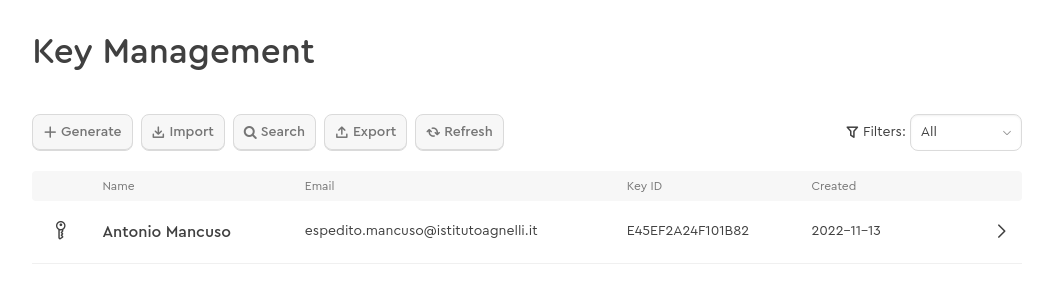 Key Management
Generate Import Search Export Refresh Filters: All
Name Email Key ID Created
Antonio Mancuso espedito.mancuso@istitutoagnelli.it E45EF2A24F101B82 2022-11-13